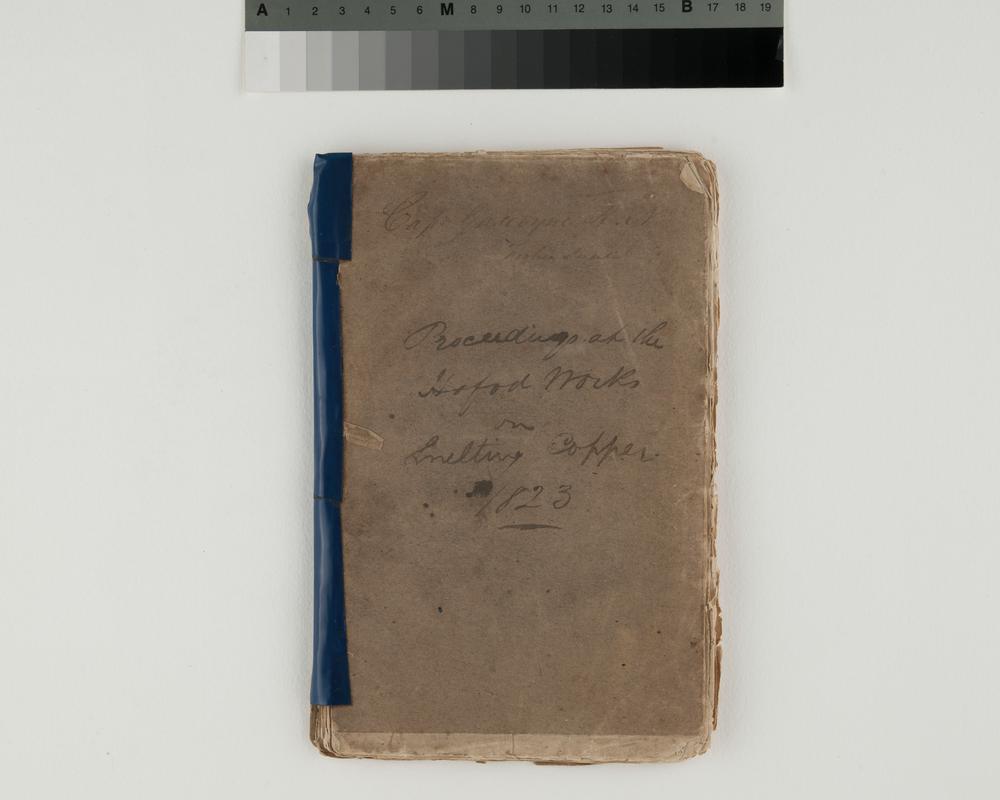 A 1 2 3 4 5 6 M 8 9 10 11 12 13 14 15 B 17 18 19
Cap
Proceedings at the
Hafod Works
on
Smelting Copper.
1823